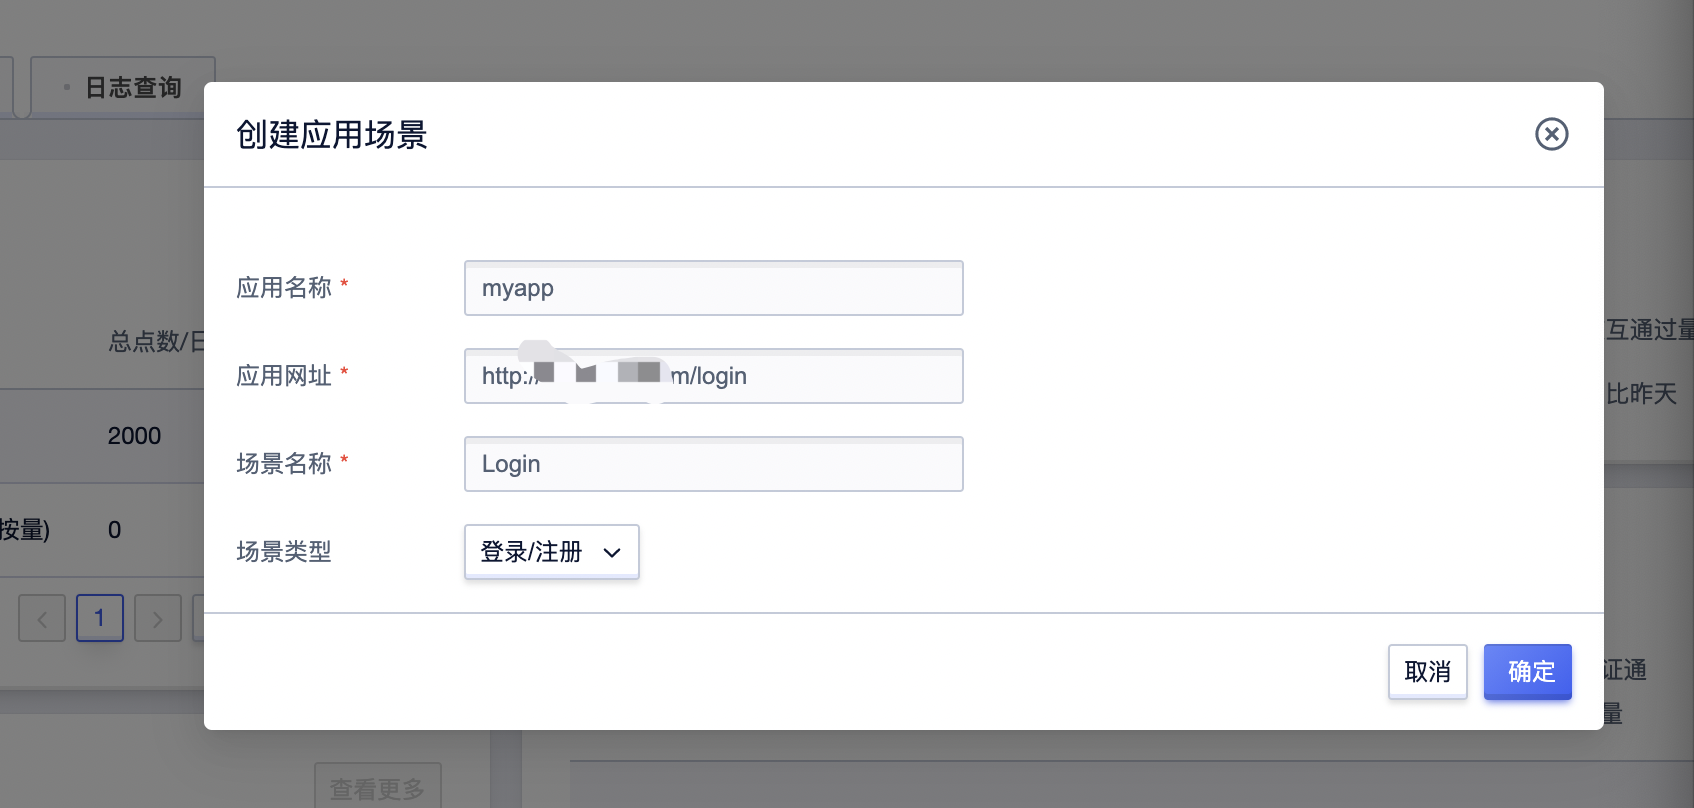 日志查询
创建应用场景
应用名称 *
myapp
总点数/日
互通过量
应用网址 *
http:// m/login
比昨天
2000
场景名称 *
Login
按量)
0
场景类型
登录/注册
1
取消
确定
证通
量
查看更多